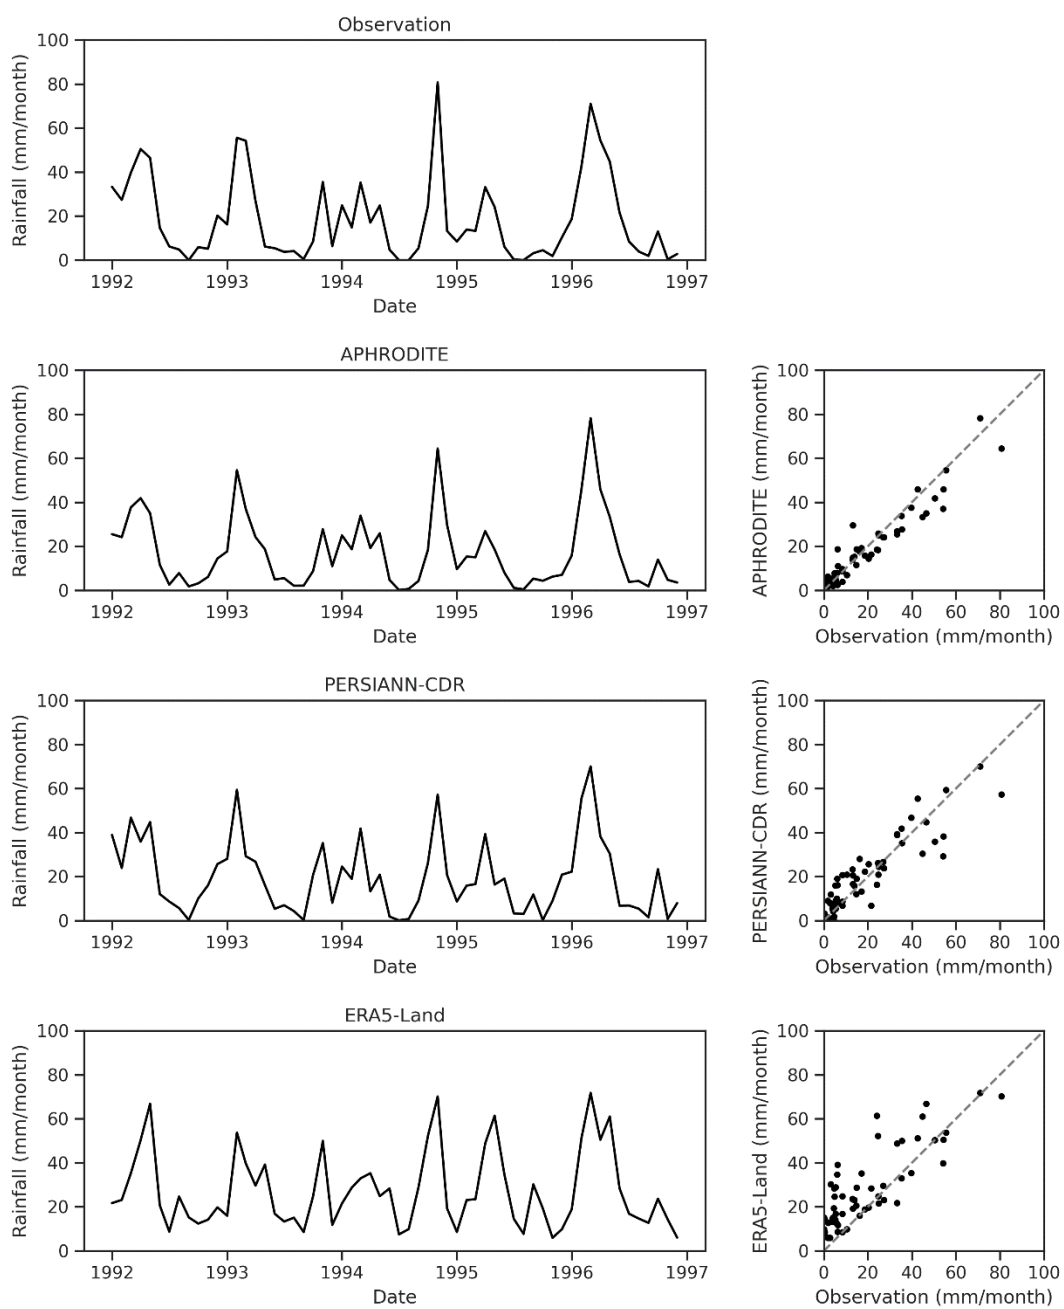 Observation
Rainfall (mm/month)
100
80
60
40
20
0
1992 1993 1994 1995 1996 1997
Date
APHRODITE
Rainfall (mm/month)
100
80
60
40
20
0
1992 1993 1994 1995 1996 1997
Date
APHRODITE (mm/month)
100
80
60
40
20
0
0 20 40 60 80 100
Observation (mm/month)
PERSIANN-CDR
Rainfall (mm/month)
100
80
60
40
20
0
1992 1993 1994 1995 1996 1997
Date
PERSIANN-CDR (mm/month)
100
80
60
40
20
0
0 20 40 60 80 100
Observation (mm/month)
ERA5-Land
Rainfall (mm/month)
100
80
60
40
20
0
1992 1993 1994 1995 1996 1997
Date
ERA5-Land (mm/month)
100
80
60
40
20
0
0 20 40 60 80 100
Observation (mm/month)